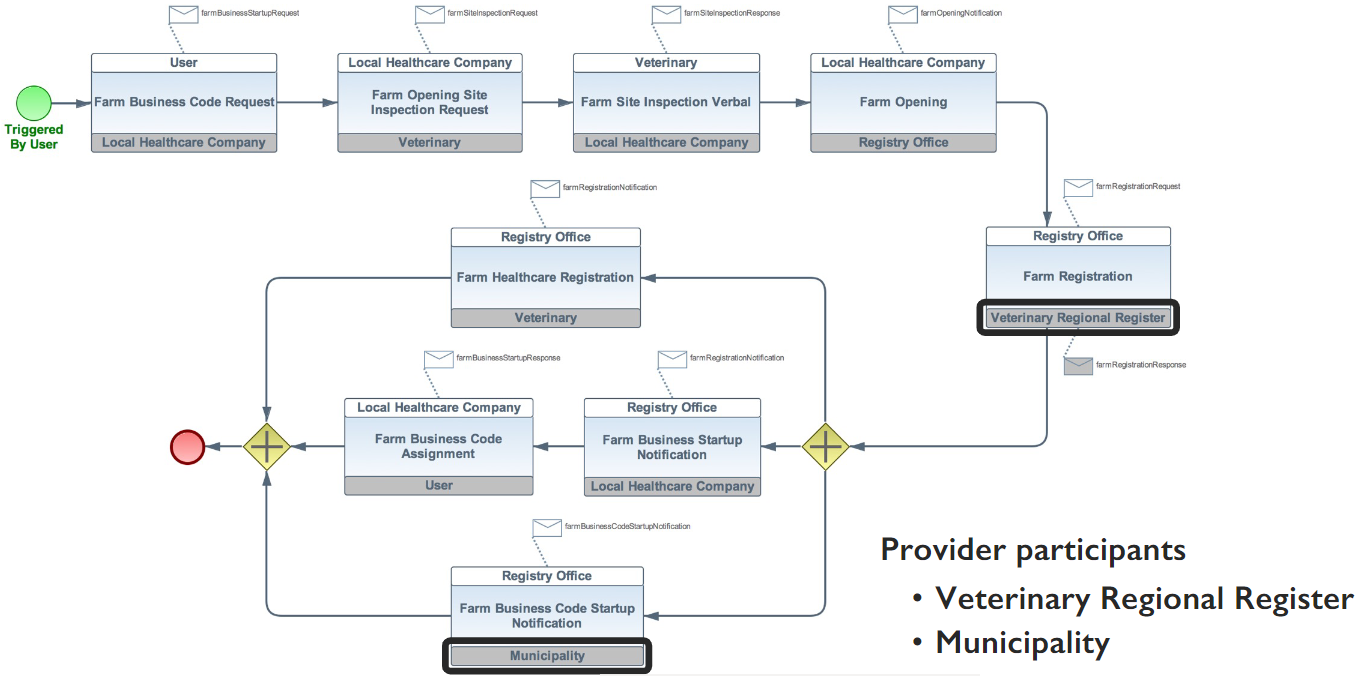 farmBusinessStartupRequest
farmSiteInspectionRequest
farmSiteInspectionResponse
farmOpeningNotification
Triggered
By User
User
Farm Business Code Request
Local Healthcare Company
Local Healthcare Company
Farm Opening Site
Inspection Request
Veterinary
Veterinary
Farm Site Inspection Verbal
Local Healthcare Company
Local Healthcare Company
Farm Opening
Registry Office
farmRegistrationRequest
Registry Office
Farm Registration
Veterinary Regional Register
farmRegistrationResponse
farmRegistrationNotification
Registry Office
Farm Healthcare Registration
Veterinary
farmRegistrationNotification
Registry Office
Farm Business Startup
Notification
Local Healthcare Company
farmBusinessStartupResponse
Local Healthcare Company
Farm Business Code
Assignment
User
farmBusinessCodeStartupNotification
Registry Office
Farm Business Code Startup
Notification
Municipality
Provider participants
• Veterinary Regional Register
• Municipality